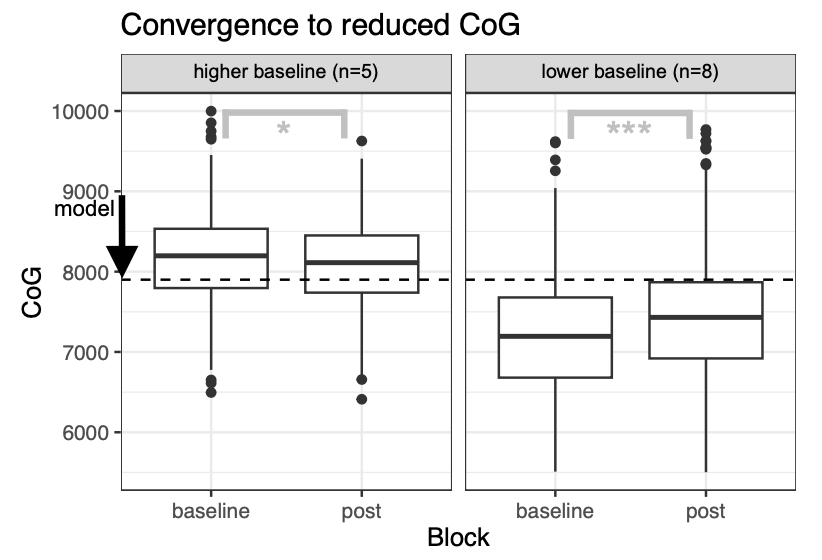 Convergence to reduced CoG
higher baseline (n=5)
lower baseline (n=8)
10000
9000
8000
7000
6000
model
CoG
*
***
baseline
post
baseline
post
Block